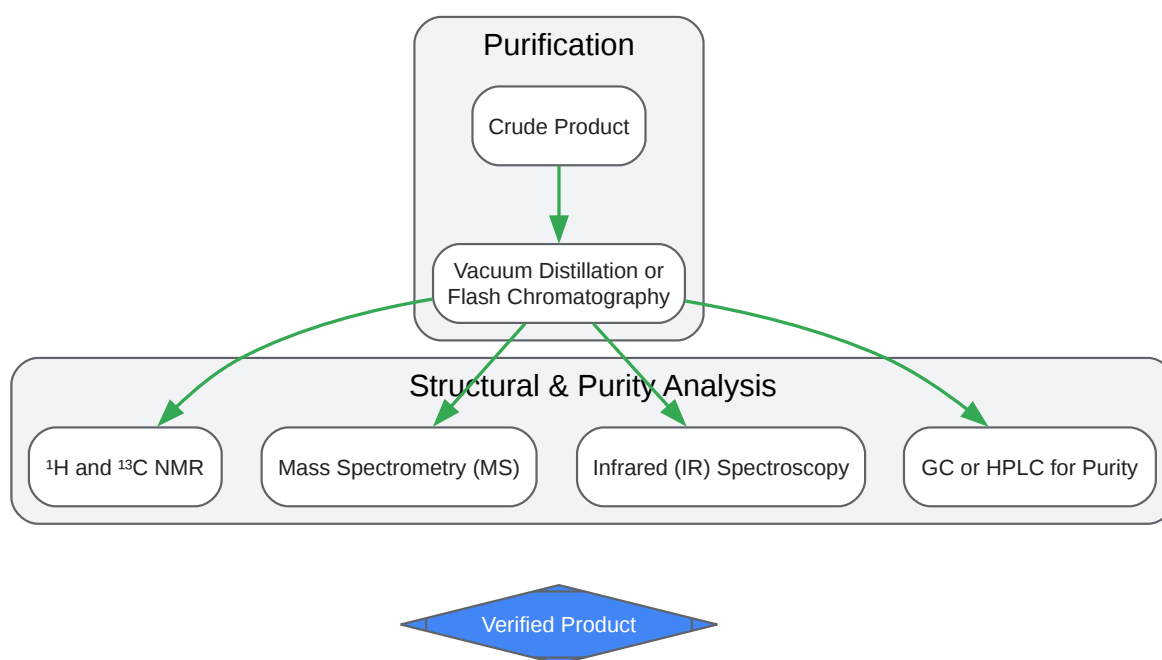 Purification
Crude Product
Vacuum Distillation or
Flash Chromatography
Structural & Purity Analysis
¹H and ¹³C NMR
Mass Spectrometry (MS)
Infrared (IR) Spectroscopy
GC or HPLC for Purity
Verified Product